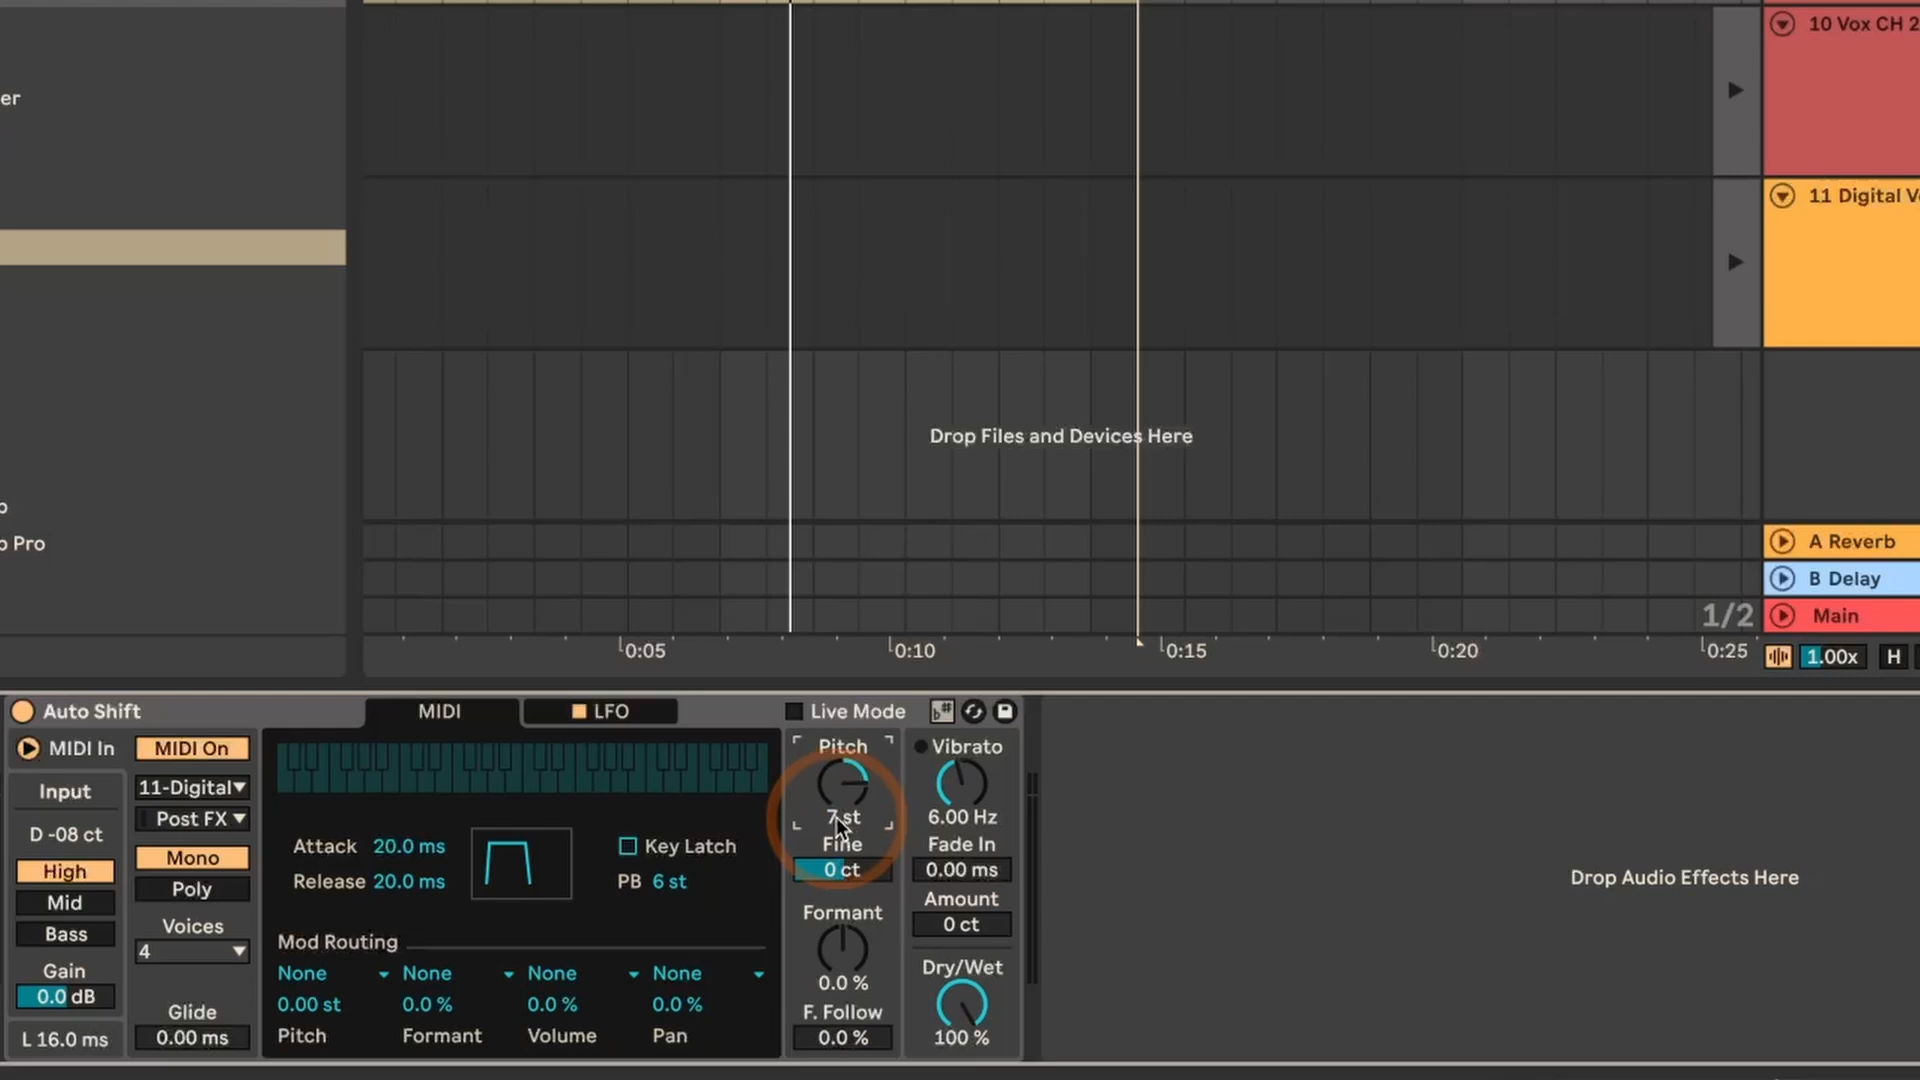 10 Vox CH 2
er
11 Digital V
Drop Files and Devices Here
p
o Pro
A Reverb
B Delay
1/2
Main
0:05
0:10
0:15
0:20
0:25
1.00x
H
Auto Shift
MIDI
LFO
Live Mode
b#
MIDI In
MIDI On
Pitch
Vibrato
Input
11-Digital
7 st
6.00 Hz
Post FX
D -08 ct
Attack 20.0 ms
Key Latch
Fine
Fade In
High
Mono
Release 20.0 ms
PB 6 st
0 ct
0.00 ms
Mid
Poly
Amount
Bass
Voices
Formant
0 ct
4
Mod Routing
Gain
None
None
None
None
0.0 %
Dry/Wet
0.0 dB
0.00 st
0.0 %
0.0 %
0.0 %
Glide
F. Follow
L 16.0 ms
0.00 ms
Pitch
Formant
Volume
Pan
0.0 %
100 %
Drop Audio Effects Here